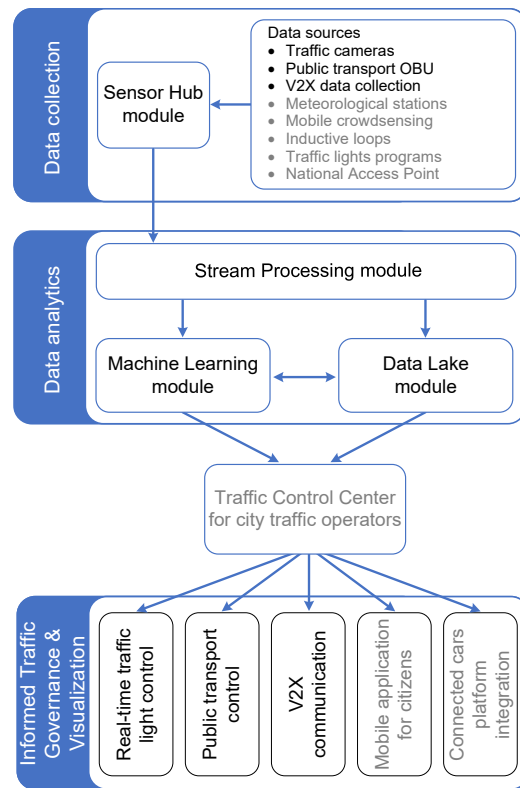 Data collection
Sensor Hub
module
Data sources
• Traffic cameras
• Public transport OBU
• V2X data collection
• Meteorological stations
• Mobile crowdsensing
• Inductive loops
• Traffic lights programs
• National Access Point
Data analytics
Stream Processing module
Machine Learning
module
Data Lake
module
Traffic Control Center
for city traffic operators
Informed Traffic
Governance &
Visualization
Real-time traffic
light control
Public transport
control
V2X
communication
Mobile application
for citizens
Connected cars
platform
integration